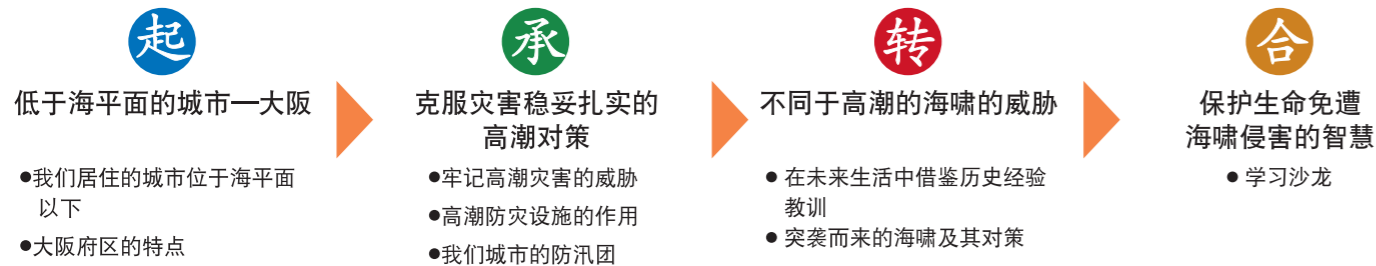 起
低于海平面的城市—大阪
●我们居住的城市位于海平面
以下
●大阪府区的特点
承
克服灾害稳妥扎实的
高潮对策
●牢记高潮灾害的威胁
●高潮防灾设施的作用
●我们城市的防汛团
转
不同于高潮的海啸的威胁
●在未来生活中借鉴历史经验
教训
●突袭而来的海啸及其对策
合
保护生命免遭
海啸侵害的智慧
●学习沙龙